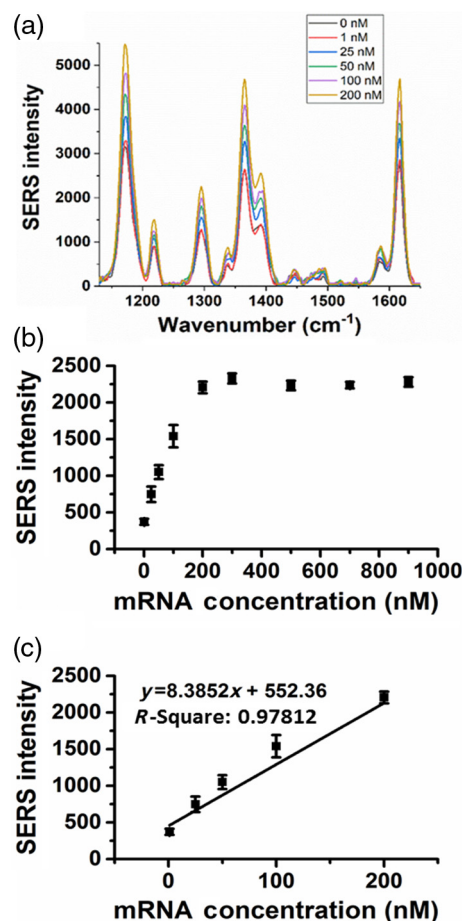 (a)
0 nM
1 nM
25 nM
50 nM
100 nM
200 nM
5000
4000
3000
2000
1000
0
SERS intensity
1200 1300 1400 1500 1600
Wavenumber (cm⁻¹)
(b)
2500
2000
1500
1000
500
0
SERS intensity
0 200 400 600 800 1000
mRNA concentration (nM)
(c)
y=8.3852x + 552.36
R-Square: 0.97812
2500
2000
1500
1000
500
0
SERS intensity
0 100 200
mRNA concentration (nM)